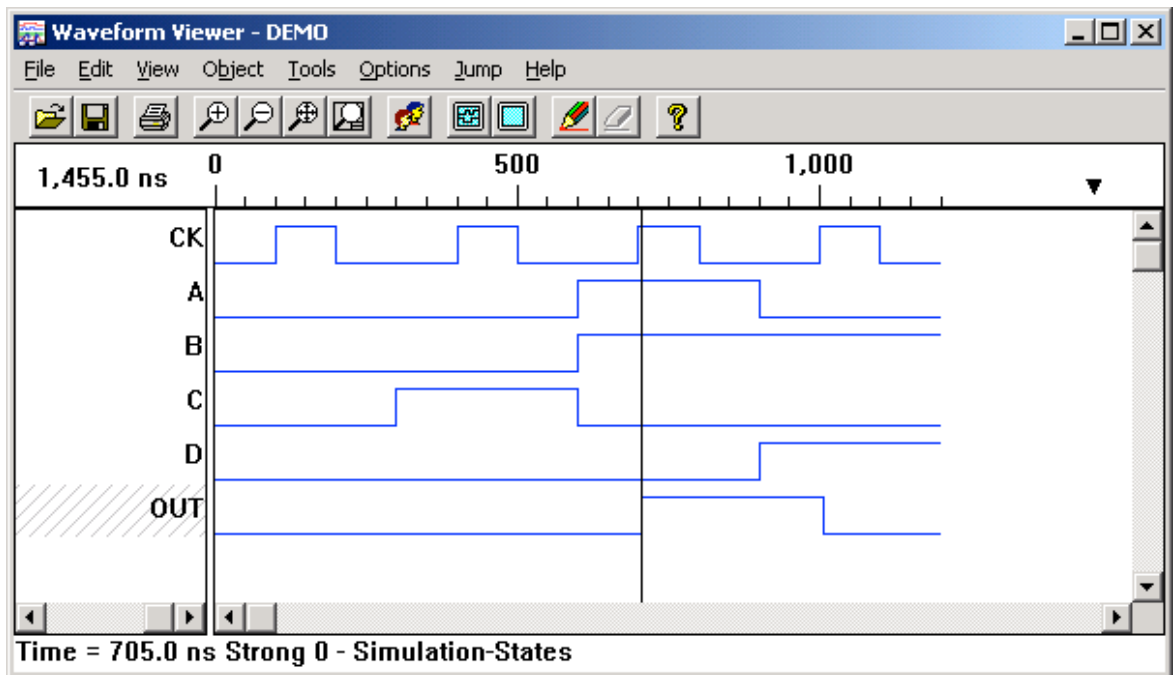 Waveform Viewer - DEMO
File Edit View Object Tools Options Jump Help
1,455.0 ns 0 500 1,000
CK
A
B
C
D
OUT
Time = 705.0 ns Strong 0 - Simulation-States